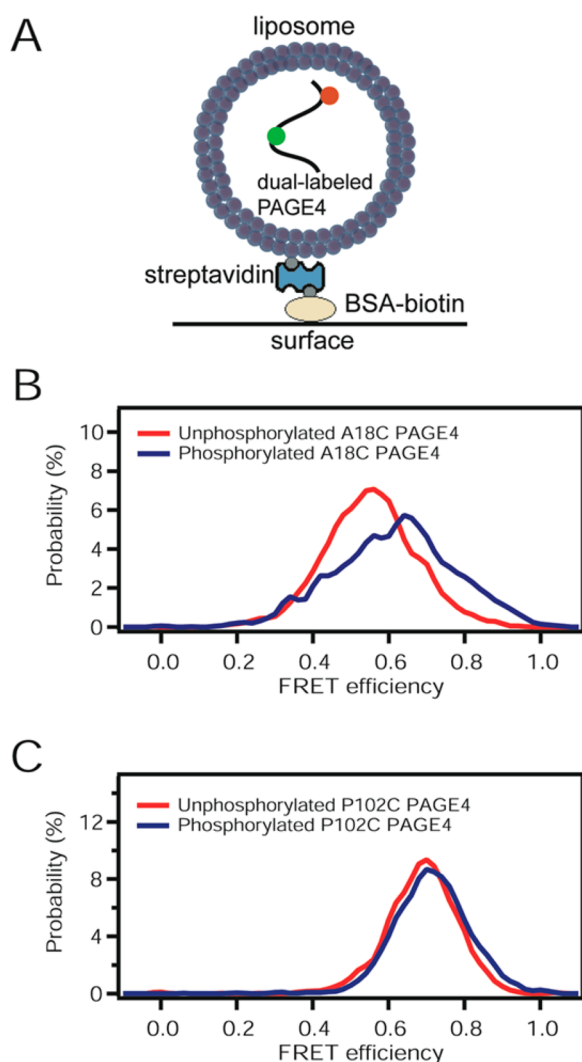 A
liposome
dual-labeled
PAGE4
streptavidin
BSA-biotin
surface
B
Unphosphorylated A18C PAGE4
Phosphorylated A18C PAGE4
Probability (%)
10
8
6
4
2
0
0.0 0.2 0.4 0.6 0.8 1.0
FRET efficiency
C
Unphosphorylated P102C PAGE4
Phosphorylated P102C PAGE4
Probability (%)
12
8
4
0
0.0 0.2 0.4 0.6 0.8 1.0
FRET efficiency